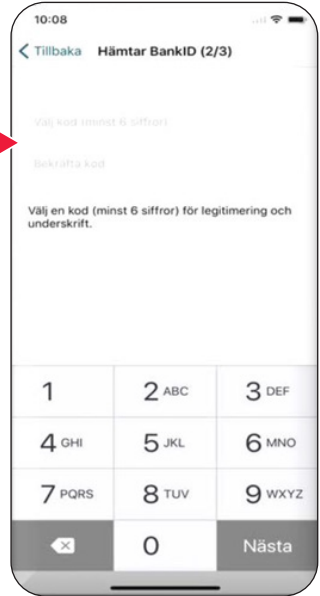 10:08
Tillbaka Hämtar BankID (2/3)
Välj kod (minst 6 siffror)
Bekräfta kod
Välj en kod (minst 6 siffror) för legitimering och
underskrift.
1 2 ABC 3 DEF
4 GHI 5 JKL 6 MNO
7 PQRS 8 TUV 9 WXYZ
0 Nästa